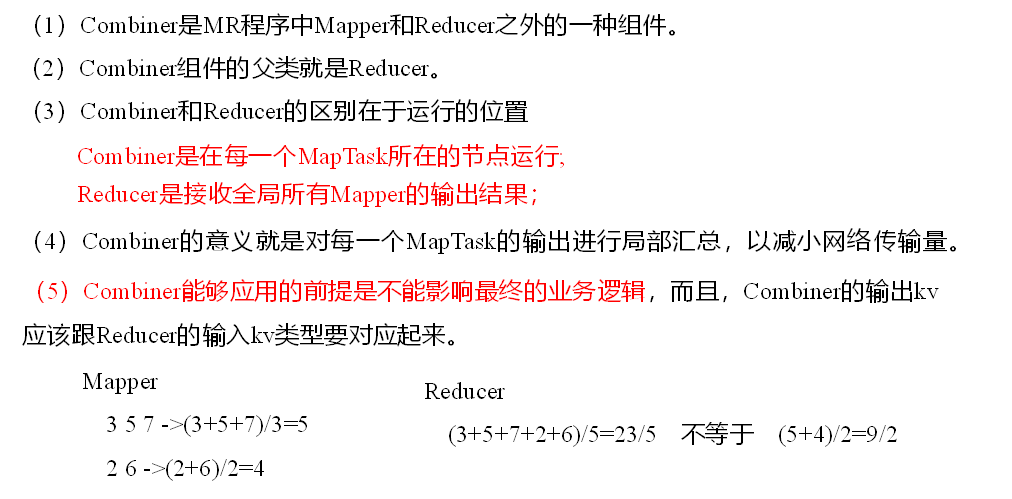 （1）Combiner是MR程序中Mapper和Reducer之外的一种组件。
（2）Combiner组件的父类就是Reducer。
（3）Combiner和Reducer的区别在于运行的位置
Combiner是在每一个MapTask所在的节点运行;
Reducer是接收全局所有Mapper的输出结果；
（4）Combiner的意义就是对每一个MapTask的输出进行局部汇总，以减小网络传输量。
（5）Combiner能够应用的前提是不能影响最终的业务逻辑，而且，Combiner的输出kv
应该跟Reducer的输入kv类型要对应起来。
Mapper
3 5 7 ->(3+5+7)/3=5
2 6 ->(2+6)/2=4
Reducer
(3+5+7+2+6)/5=23/5 不等于 (5+4)/2=9/2